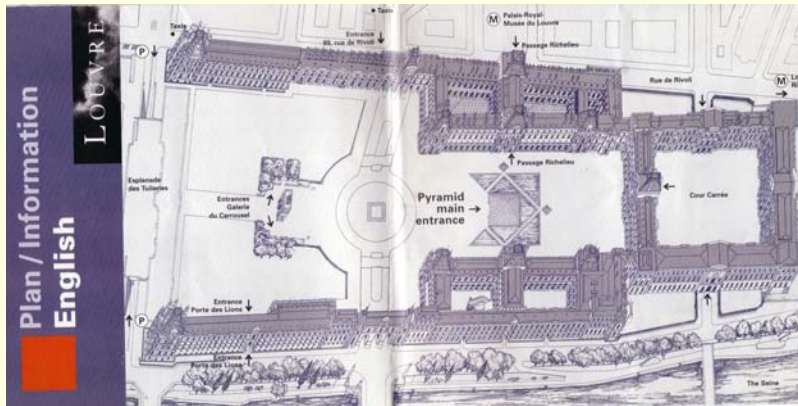 Plan / Information
English
LOUVRE
P
Taxis
Taxis
Entrance
99, rue de Rivoli
M
Palais-Royal-
Musée du Louvre
Passage Richelieu
Rue de Rivoli
M
Esplanade
des Tuileries
Entrances
Galerie
du Carrousel
Passage Richelieu
Pyramid
main
entrance
Cour Carrée
P
Entrance
Porte des Lions
Entrance
Porte des Lions
The Seine